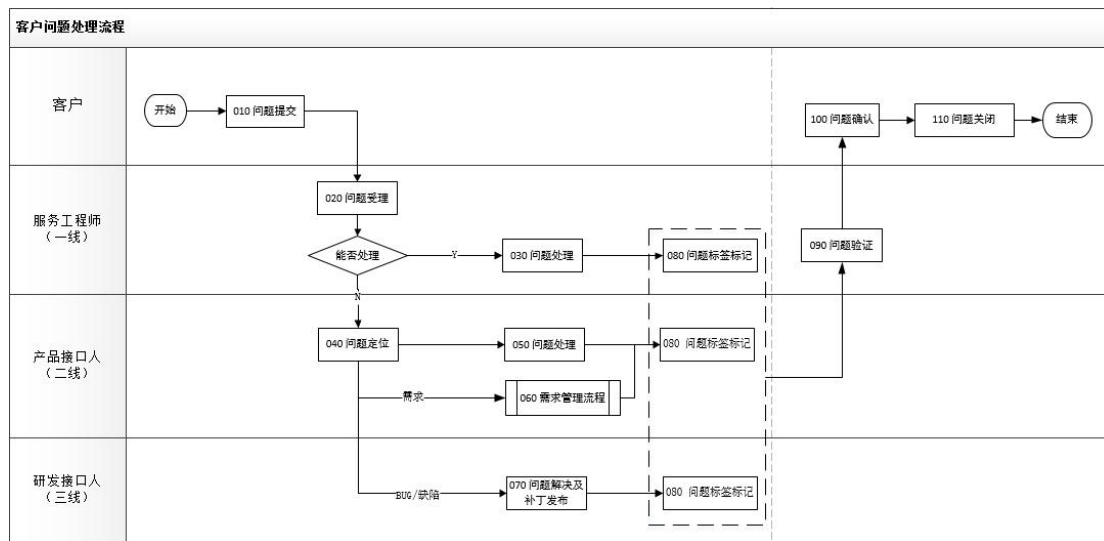 客户问题处理流程
客户
开始
010 问题提交
100 问题确认
110 问题关闭
结束
服务工程师
（一线）
020 问题受理
能否处理
Y
030 问题处理
080 问题标签标记
090 问题验证
N
产品接口人
（二线）
040 问题定位
050 问题处理
080 问题标签标记
需求
060 需求管理流程
研发接口人
（三线）
BUG/缺陷
070 问题解决及
补丁发布
080 问题标签标记